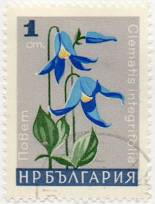 1
ст.
Clematis integrifolia
Повет
НР БЪЛГАРИЯ